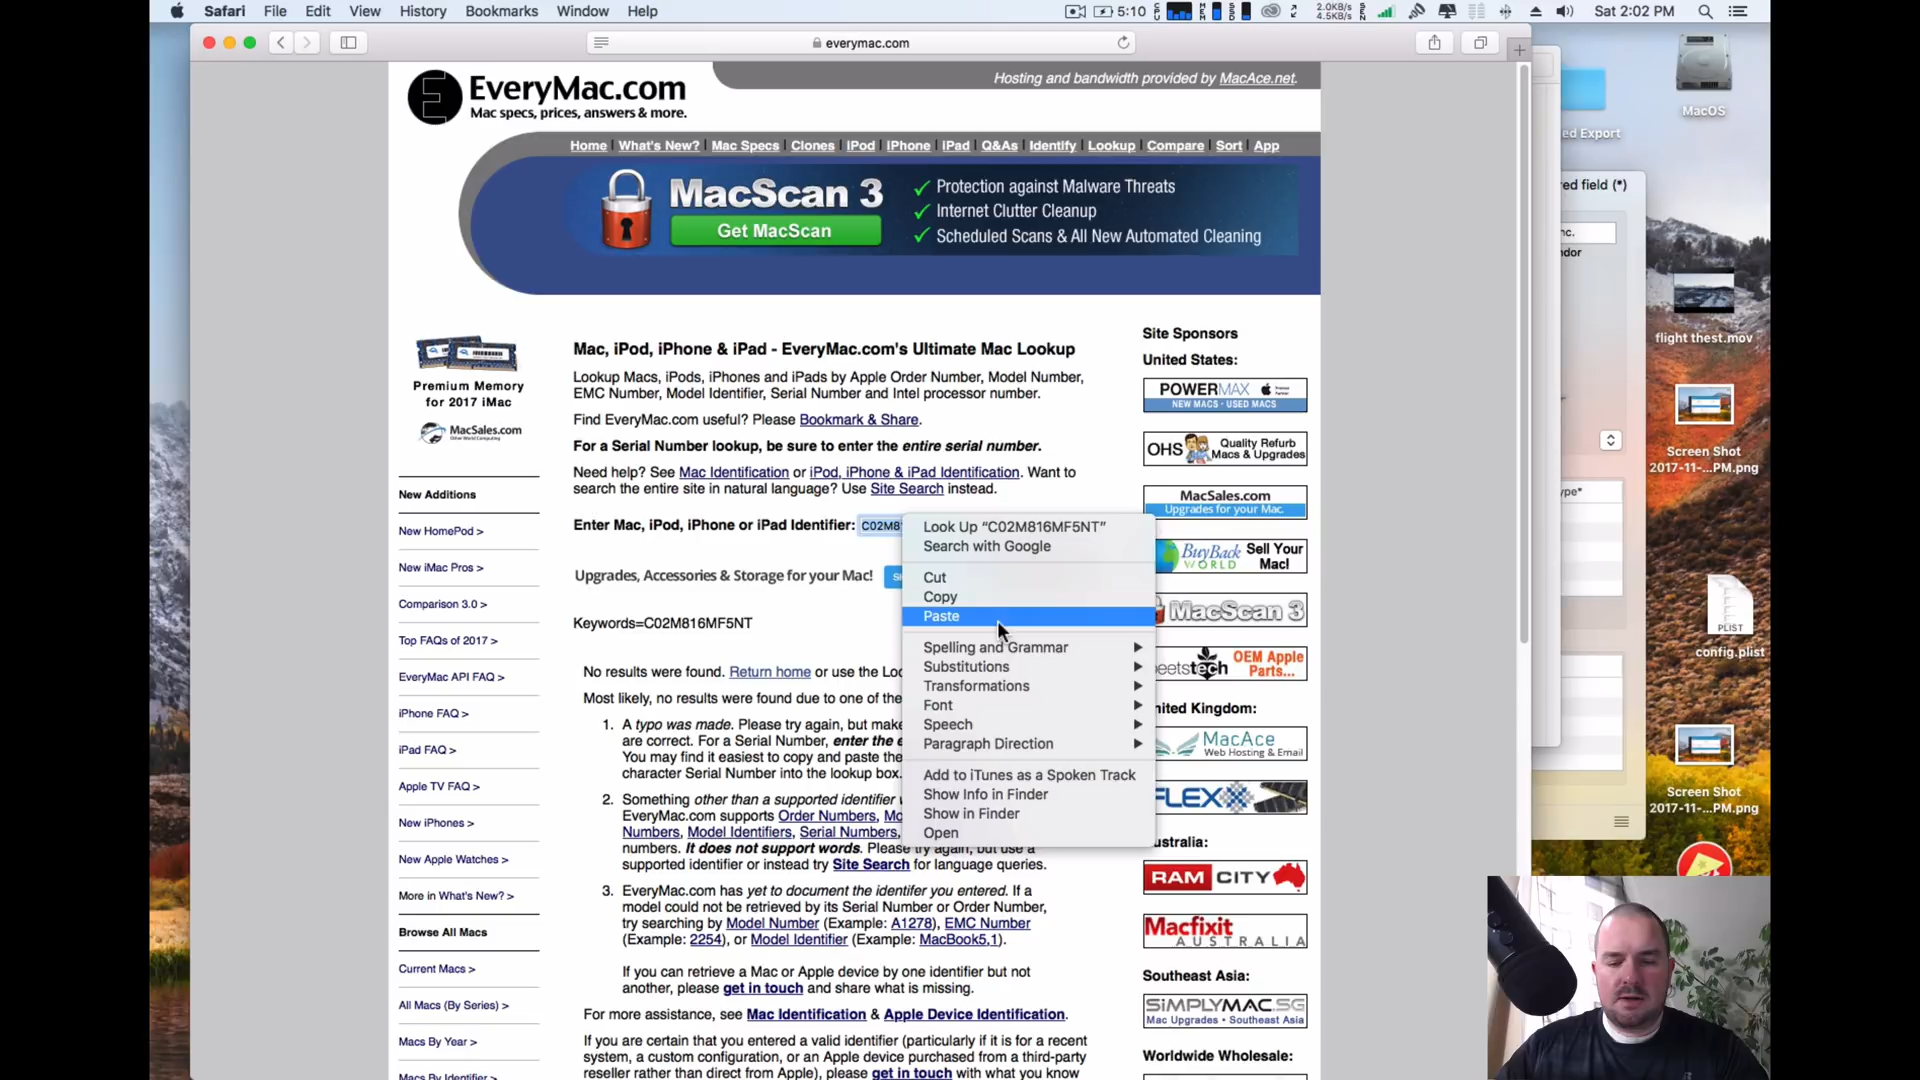 Safari File Edit View History Bookmarks Window Help
5:10
2.0KB/s
4.5KB/s
Sat 2:02 PM
everymac.com
EveryMac.com
Mac specs, prices, answers & more.
Hosting and bandwidth provided by MacAce.net.
Home | What's New? | Mac Specs | Clones | iPod | iPhone | iPad | Q&As | Identify | Lookup | Compare | Sort | App
MacScan 3
Get MacScan
Protection against Malware Threats
Internet Clutter Cleanup
Scheduled Scans & All New Automated Cleaning
Premium Memory
for 2017 iMac
MacSales.com
New Additions
New HomePod >
New iMac Pros >
Comparison 3.0 >
Top FAQs of 2017 >
EveryMac API FAQ >
iPhone FAQ >
iPad FAQ >
Apple TV FAQ >
New iPhones >
New Apple Watches >
More in What's New? >
Browse All Macs
Current Macs >
All Macs (By Series) >
Macs By Year >
Macs By Identifier >
Mac, iPod, iPhone & iPad - EveryMac.com's Ultimate Mac Lookup
Lookup Macs, iPods, iPhones and iPads by Apple Order Number, Model Number,
EMC Number, Model Identifier, Serial Number and Intel processor number.
Find EveryMac.com useful? Please Bookmark & Share.
For a Serial Number lookup, be sure to enter the entire serial number.
Need help? See Mac Identification or iPod, iPhone & iPad Identification. Want to
search the entire site in natural language? Use Site Search instead.
Enter Mac, iPod, iPhone or iPad Identifier: C02M8
Upgrades, Accessories & Storage for your Mac!
Keywords=C02M816MF5NT
No results were found. Return home or use the Loo
Most likely, no results were found due to one of the
1. A typo was made. Please try again, but make
are correct. For a Serial Number, enter the e
You may find it easiest to copy and paste the
character Serial Number into the lookup box.
2. Something other than a supported identifier
EveryMac.com supports Order Numbers, Mo
Numbers, Model Identifiers, Serial Numbers,
numbers. It does not support words. Please try again, but use a
supported identifier or instead try Site Search for language queries.
3. EveryMac.com has yet to document the identifer you entered. If a
model could not be retrieved by its Serial Number or Order Number,
try searching by Model Number (Example: A1278), EMC Number
(Example: 2254), or Model Identifier (Example: MacBook5,1).
If you can retrieve a Mac or Apple device by one identifier but not
another, please get in touch and share what is missing.
For more assistance, see Mac Identification & Apple Device Identification.
If you are certain that you entered a valid identifier (particularly if it is for a recent
system, a custom configuration, or an Apple device purchased from a third-party
reseller rather than direct from Apple), please get in touch with what you know
Look Up “C02M816MF5NT”
Search with Google
Cut
Copy
Paste
Spelling and Grammar
Substitutions
Transformations
Font
Speech
Paragraph Direction
Add to iTunes as a Spoken Track
Show Info in Finder
Show in Finder
Open
Site Sponsors
United States:
POWERMAX
NEW MACS · USED MACS
OHS Quality Refurb
Macs & Upgrades
MacSales.com
Upgrades for your Mac.
BuyBack
WORLD
Sell Your
Mac!
MacScan 3
eetstech OEM Apple
Parts...
nited Kingdom:
MacAce
Web Hosting & Email
FLEX
ustralia:
RAM CITY
Macfixit
AUSTRALIA
Southeast Asia:
SIMPLYMAC.SG
Mac Upgrades • Southeast Asia
Worldwide Wholesale:
MacOS
ed Export
red field (*)
nc.
ndor
flight thest.mov
Screen Shot
2017-11-...PM.png
ype*
PLIST
config.plist
Screen Shot
2017-11-...PM.png